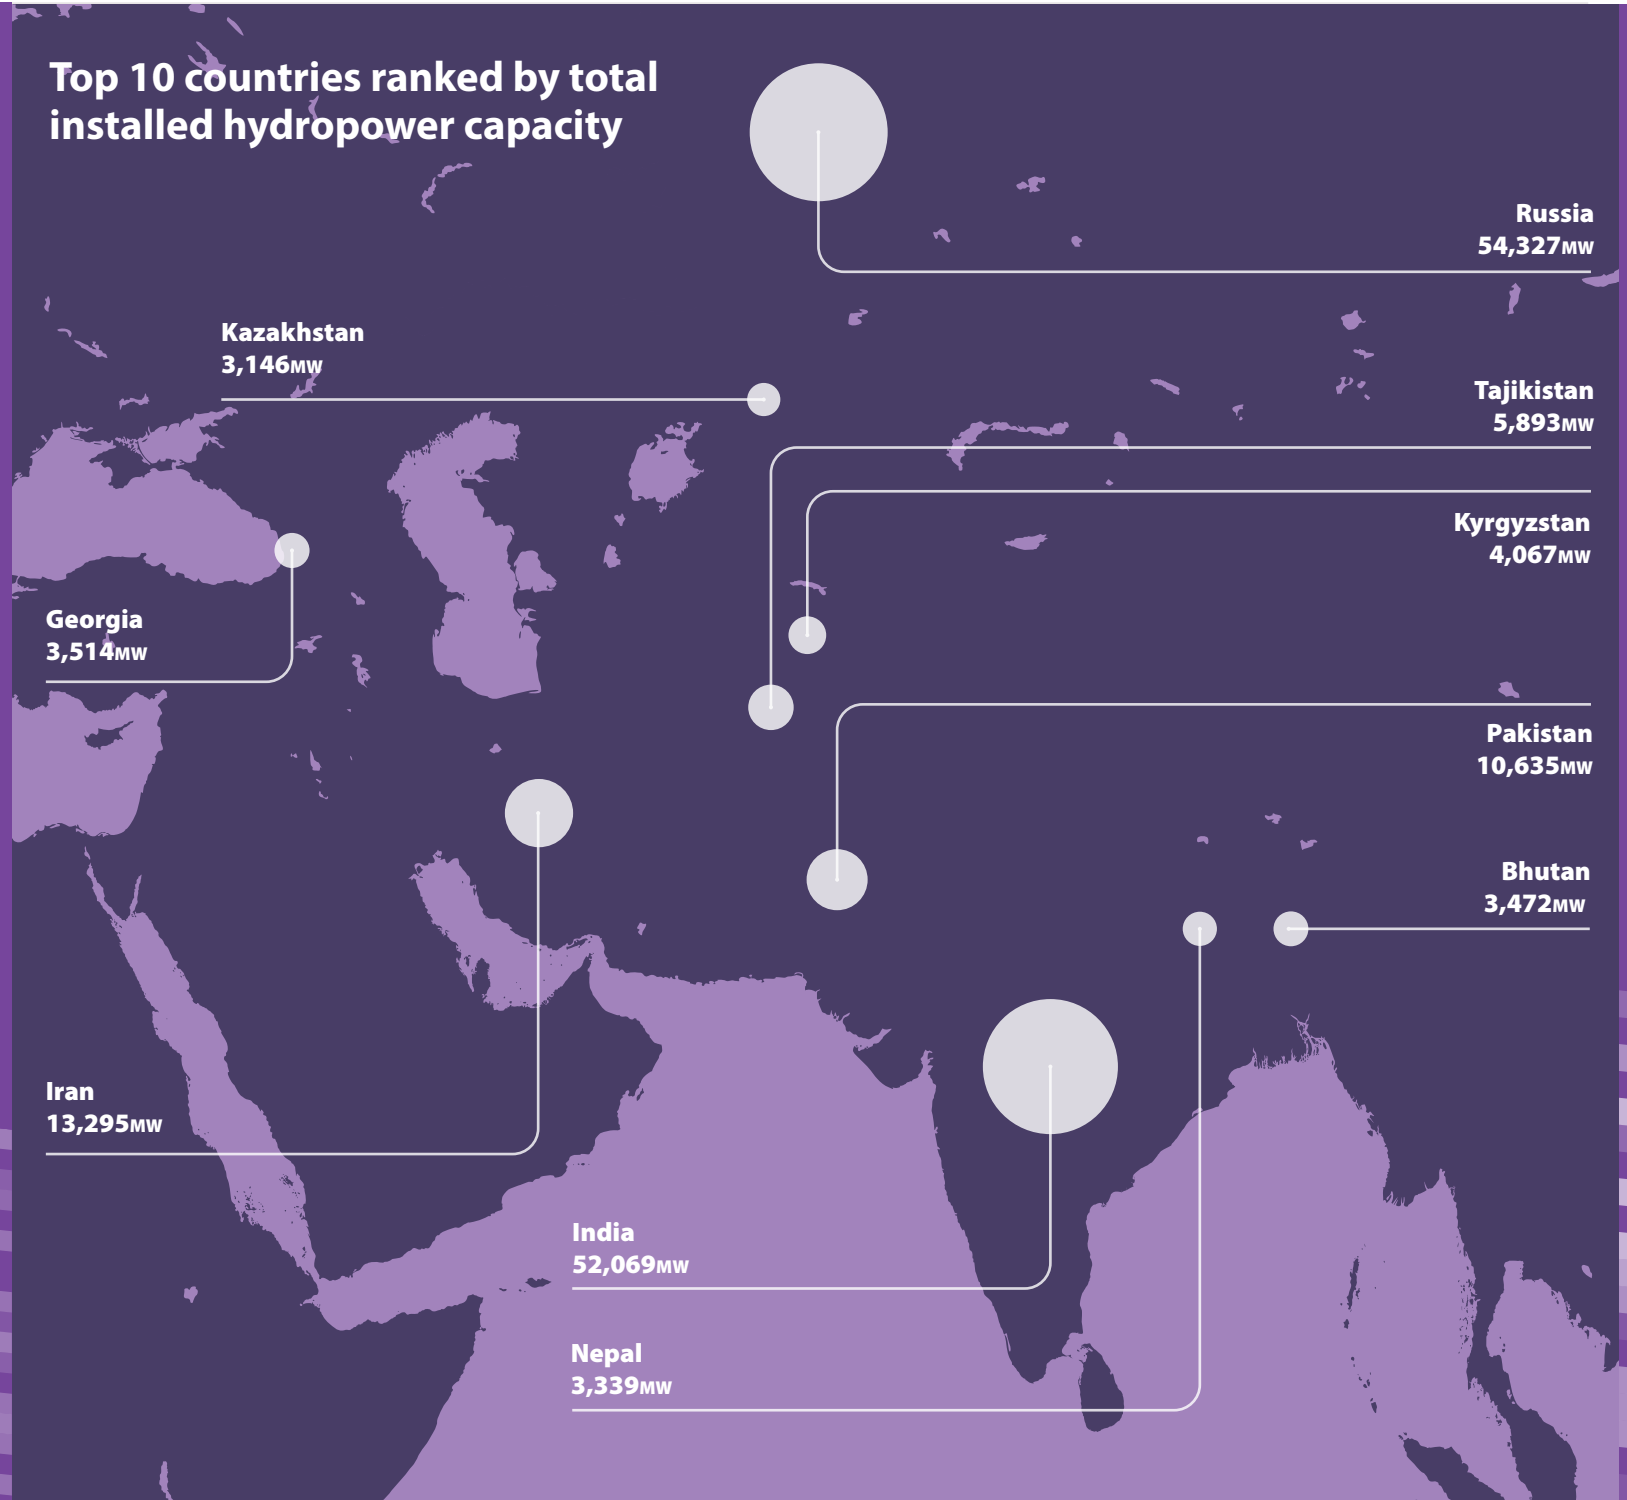 Top 10 countries ranked by total
installed hydropower capacity
Russia
54,327MW
Kazakhstan
3,146MW
Tajikistan
5,893MW
Kyrgyzstan
4,067MW
Georgia
3,514MW
Pakistan
10,635MW
Bhutan
3,472MW
Iran
13,295MW
India
52,069MW
Nepal
3,339MW